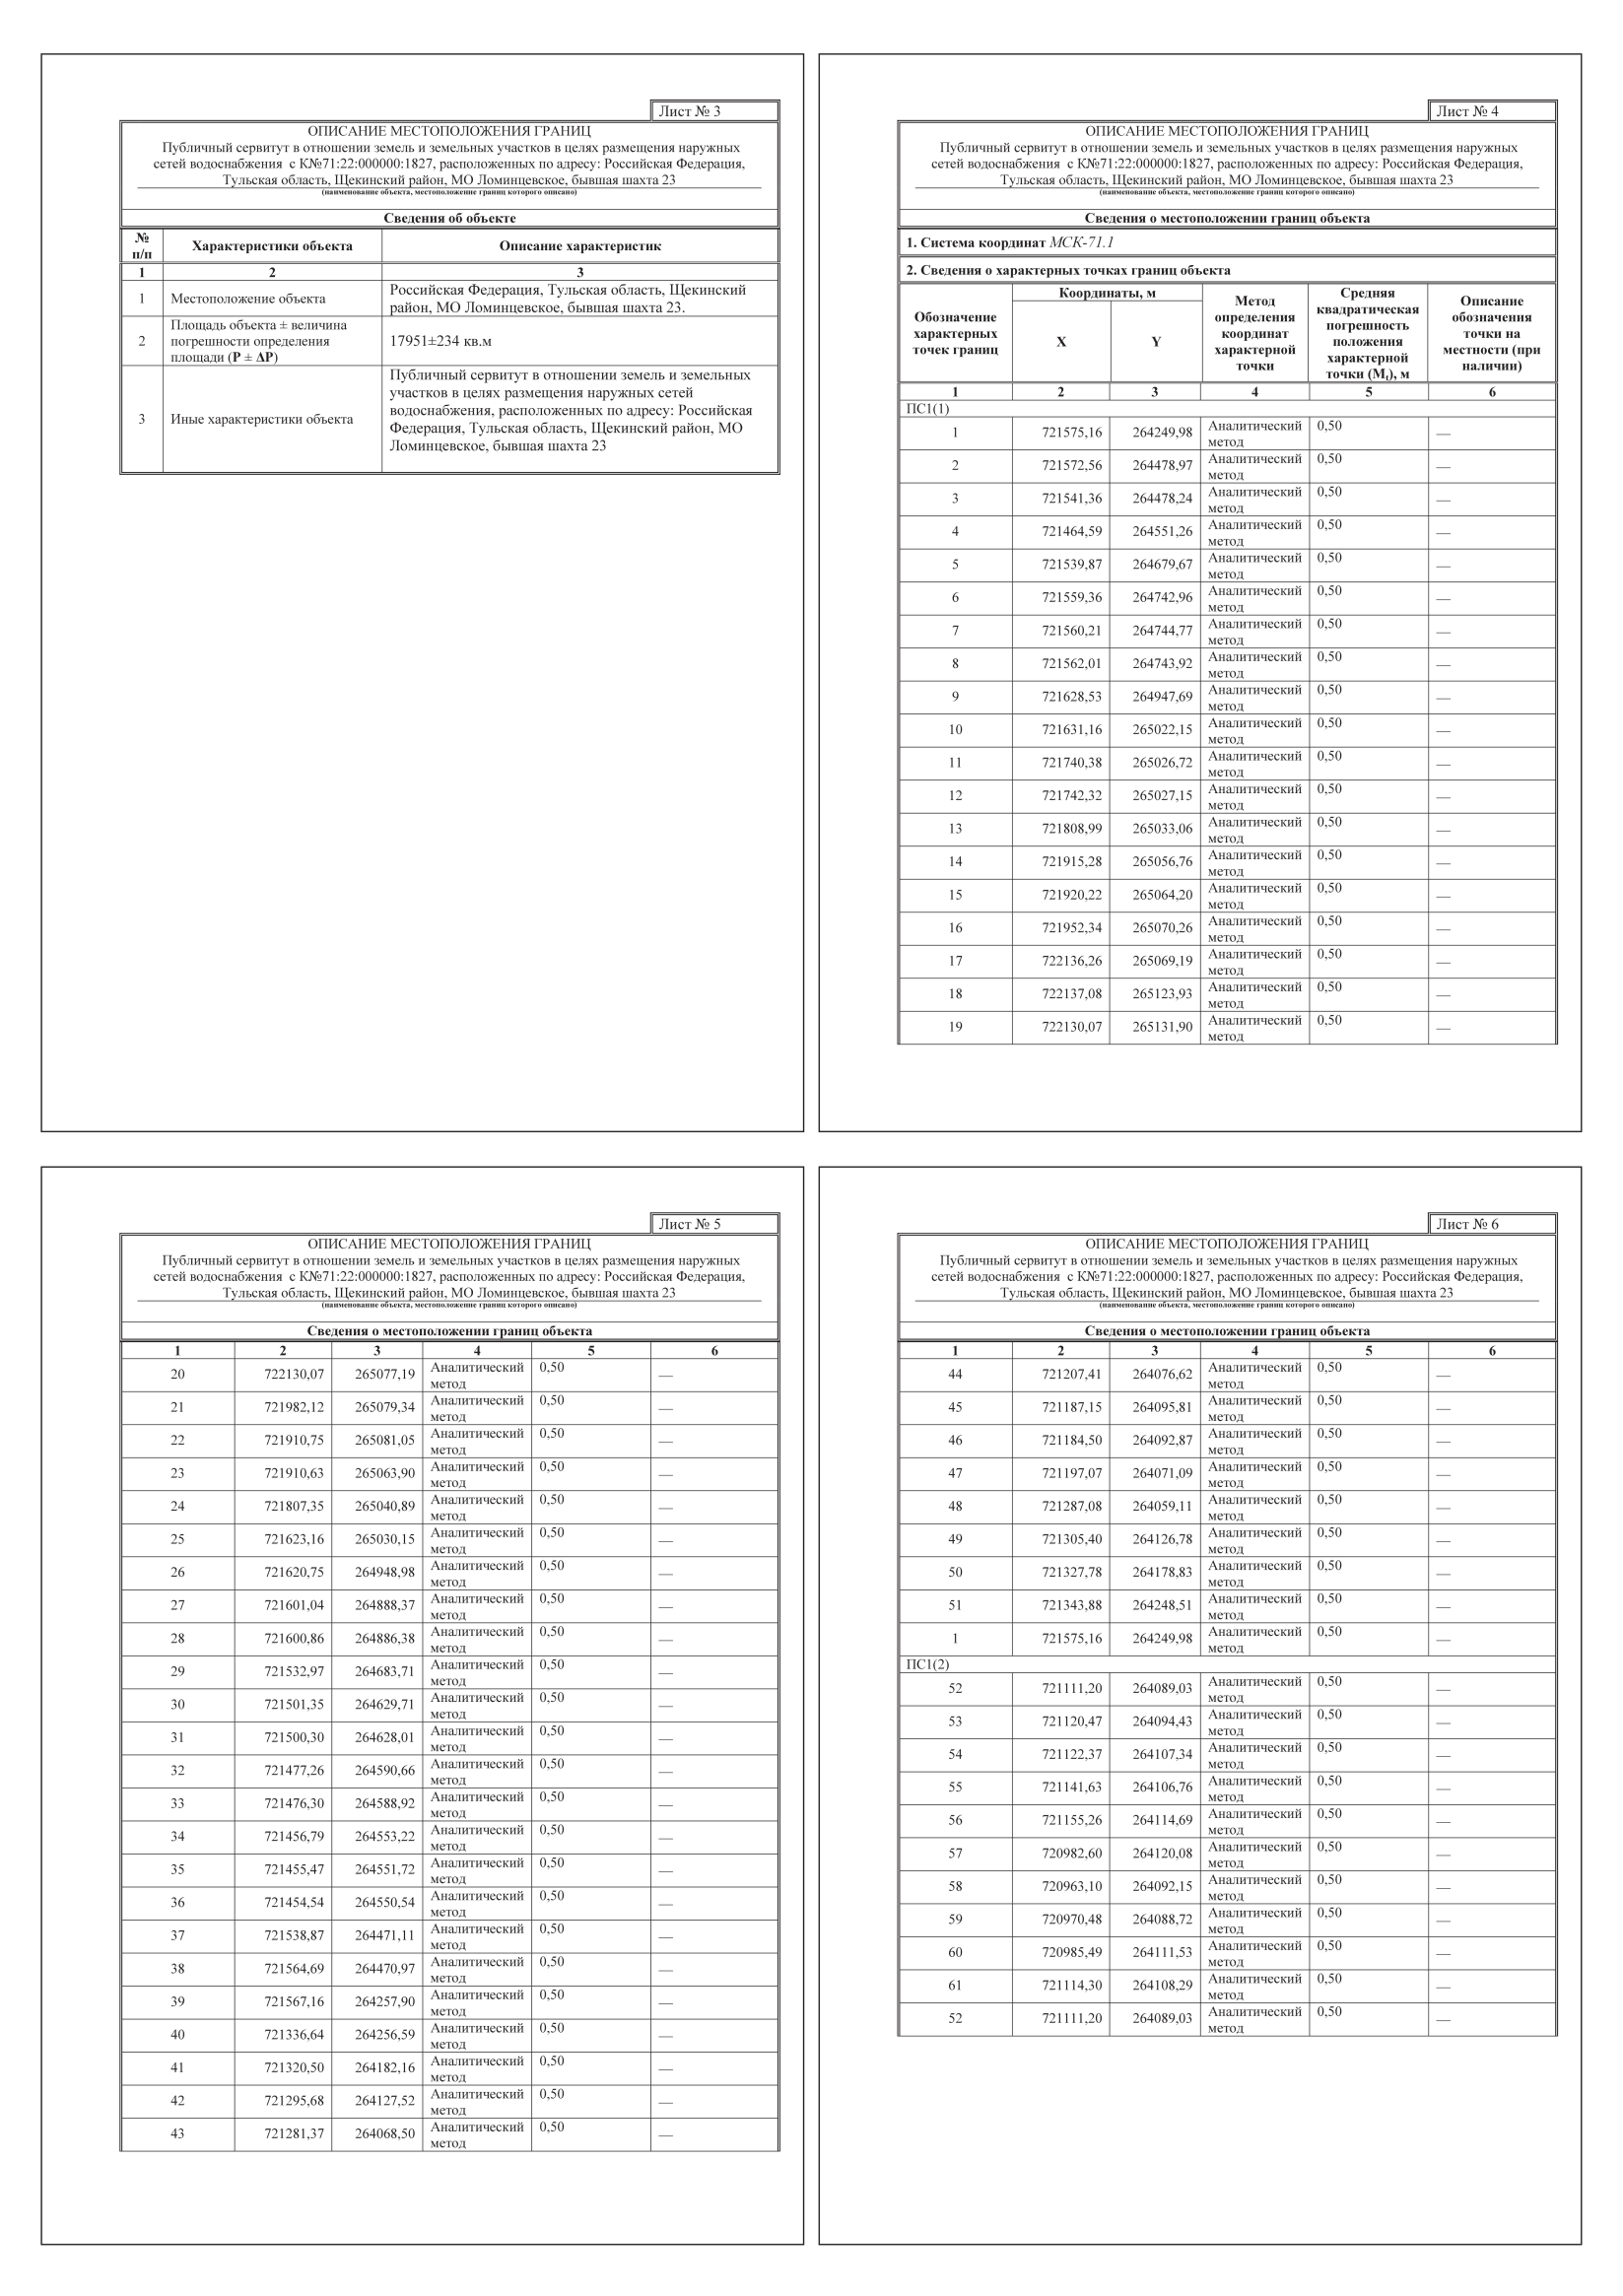 Лист № 3
ОПИСАНИЕ МЕСТОПОЛОЖЕНИЯ ГРАНИЦ
Публичный сервитут в отношении земель и земельных участков в целях размещения наружных
сетей водоснабжения с К№71:22:000000:1827, расположенных по адресу: Российская Федерация,
Тульская область, Щекинский район, МО Ломинцевское, бывшая шахта 23
(наименование объекта, местоположение границ которого описано)
Сведения об объекте
№ п/п Характеристики объекта Описание характеристик
1 2 3
1 Местоположение объекта Российская Федерация, Тульская область, Щекинский
район, МО Ломинцевское, бывшая шахта 23.
2 Площадь объекта ± величина
погрешности определения
площади (P ± ΔP) 17951±234 кв.м
3 Иные характеристики объекта Публичный сервитут в отношении земель и земельных
участков в целях размещения наружных сетей
водоснабжения, расположенных по адресу: Российская
Федерация, Тульская область, Щекинский район, МО
Ломинцевское, бывшая шахта 23
Лист № 4
ОПИСАНИЕ МЕСТОПОЛОЖЕНИЯ ГРАНИЦ
Публичный сервитут в отношении земель и земельных участков в целях размещения наружных
сетей водоснабжения с К№71:22:000000:1827, расположенных по адресу: Российская Федерация,
Тульская область, Щекинский район, МО Ломинцевское, бывшая шахта 23
(наименование объекта, местоположение границ которого описано)
Сведения о местоположении границ объекта
1. Система координат МСК-71.1
2. Сведения о характерных точках границ объекта
Обозначение характерных точек границ Координаты, м X Y Метод определения координат характерной точки Средняя квадратическая погрешность положения характерной точки (Mt), м Описание обозначения точки на местности (при наличии)
1 2 3 4 5 6
ПС1(1)
1 721575,16 264249,98 Аналитический метод 0,50 —
2 721572,56 264478,97 Аналитический метод 0,50 —
3 721541,36 264478,24 Аналитический метод 0,50 —
4 721464,59 264551,26 Аналитический метод 0,50 —
5 721539,87 264679,67 Аналитический метод 0,50 —
6 721559,36 264742,96 Аналитический метод 0,50 —
7 721560,21 264744,77 Аналитический метод 0,50 —
8 721562,01 264743,92 Аналитический метод 0,50 —
9 721628,53 264947,69 Аналитический метод 0,50 —
10 721631,16 265022,15 Аналитический метод 0,50 —
11 721740,38 265026,72 Аналитический метод 0,50 —
12 721742,32 265027,15 Аналитический метод 0,50 —
13 721808,99 265033,06 Аналитический метод 0,50 —
14 721915,28 265056,76 Аналитический метод 0,50 —
15 721920,22 265064,20 Аналитический метод 0,50 —
16 721952,34 265070,26 Аналитический метод 0,50 —
17 722136,26 265069,19 Аналитический метод 0,50 —
18 722137,08 265123,93 Аналитический метод 0,50 —
19 722130,07 265131,90 Аналитический метод 0,50 —
Лист № 5
ОПИСАНИЕ МЕСТОПОЛОЖЕНИЯ ГРАНИЦ
Публичный сервитут в отношении земель и земельных участков в целях размещения наружных
сетей водоснабжения с К№71:22:000000:1827, расположенных по адресу: Российская Федерация,
Тульская область, Щекинский район, МО Ломинцевское, бывшая шахта 23
(наименование объекта, местоположение границ которого описано)
Сведения о местоположении границ объекта
1 2 3 4 5 6
20 722130,07 265077,19 Аналитический метод 0,50 —
21 721982,12 265079,34 Аналитический метод 0,50 —
22 721910,75 265081,05 Аналитический метод 0,50 —
23 721910,63 265063,90 Аналитический метод 0,50 —
24 721807,35 265040,89 Аналитический метод 0,50 —
25 721623,16 265030,15 Аналитический метод 0,50 —
26 721620,75 264948,98 Аналитический метод 0,50 —
27 721601,04 264888,37 Аналитический метод 0,50 —
28 721600,86 264886,38 Аналитический метод 0,50 —
29 721532,97 264683,71 Аналитический метод 0,50 —
30 721501,35 264629,71 Аналитический метод 0,50 —
31 721500,30 264628,01 Аналитический метод 0,50 —
32 721477,26 264590,66 Аналитический метод 0,50 —
33 721476,30 264588,92 Аналитический метод 0,50 —
34 721456,79 264553,22 Аналитический метод 0,50 —
35 721455,47 264551,72 Аналитический метод 0,50 —
36 721454,54 264550,54 Аналитический метод 0,50 —
37 721538,87 264471,11 Аналитический метод 0,50 —
38 721564,69 264470,97 Аналитический метод 0,50 —
39 721567,16 264257,90 Аналитический метод 0,50 —
40 721336,64 264256,59 Аналитический метод 0,50 —
41 721320,50 264182,16 Аналитический метод 0,50 —
42 721295,68 264127,52 Аналитический метод 0,50 —
43 721281,37 264068,50 Аналитический метод 0,50 —
Лист № 6
ОПИСАНИЕ МЕСТОПОЛОЖЕНИЯ ГРАНИЦ
Публичный сервитут в отношении земель и земельных участков в целях размещения наружных
сетей водоснабжения с К№71:22:000000:1827, расположенных по адресу: Российская Федерация,
Тульская область, Щекинский район, МО Ломинцевское, бывшая шахта 23
(наименование объекта, местоположение границ которого описано)
Сведения о местоположении границ объекта
1 2 3 4 5 6
44 721207,41 264076,62 Аналитический метод 0,50 —
45 721187,15 264095,81 Аналитический метод 0,50 —
46 721184,50 264092,87 Аналитический метод 0,50 —
47 721197,07 264071,09 Аналитический метод 0,50 —
48 721287,08 264059,11 Аналитический метод 0,50 —
49 721305,40 264126,78 Аналитический метод 0,50 —
50 721327,78 264178,83 Аналитический метод 0,50 —
51 721343,88 264248,51 Аналитический метод 0,50 —
1 721575,16 264249,98 Аналитический метод 0,50 —
ПС1(2)
52 721111,20 264089,03 Аналитический метод 0,50 —
53 721120,47 264094,43 Аналитический метод 0,50 —
54 721122,37 264107,34 Аналитический метод 0,50 —
55 721141,63 264106,76 Аналитический метод 0,50 —
56 721155,26 264114,69 Аналитический метод 0,50 —
57 720982,60 264120,08 Аналитический метод 0,50 —
58 720963,10 264092,15 Аналитический метод 0,50 —
59 720970,48 264088,72 Аналитический метод 0,50 —
60 720985,49 264111,53 Аналитический метод 0,50 —
61 721114,30 264108,29 Аналитический метод 0,50 —
52 721111,20 264089,03 Аналитический метод 0,50 —